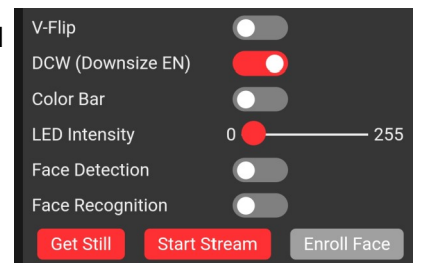 V-Flip
DCW (Downsize EN)
Color Bar
LED Intensity 0 255
Face Detection
Face Recognition
Get Still Start Stream Enroll Face